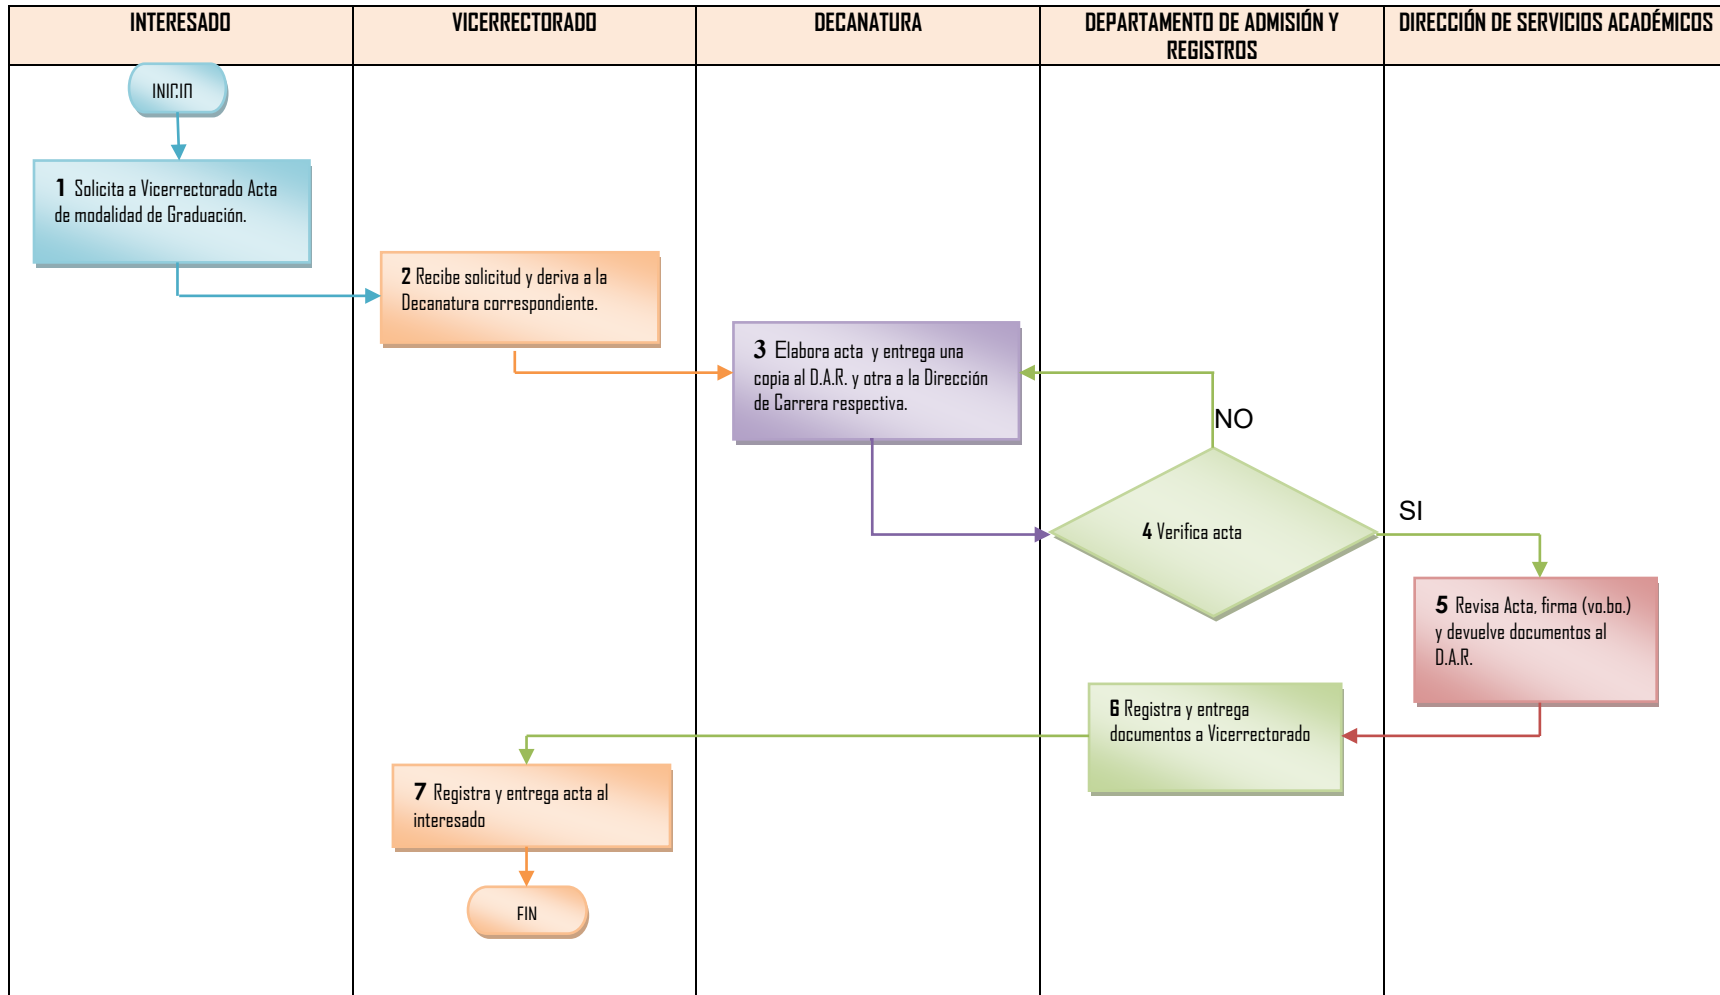 INTERESADO
VICERRECTORADO
DECANATURA
DEPARTAMENTO DE ADMISIÓN Y
REGISTROS
DIRECCIÓN DE SERVICIOS ACADÉMICOS
INICIO
1 Solicita a Vicerrectorado Acta
de modalidad de Graduación.
2 Recibe solicitud y deriva a la
Decanatura correspondiente.
3 Elabora acta y entrega una
copia al D.A.R. y otra a la Dirección
de Carrera respectiva.
NO
4 Verifica acta
SI
5 Revisa Acta, firma (vo.bo.)
y devuelve documentos al
D.A.R.
6 Registra y entrega
documentos a Vicerrectorado
7 Registra y entrega acta al
interesado
FIN